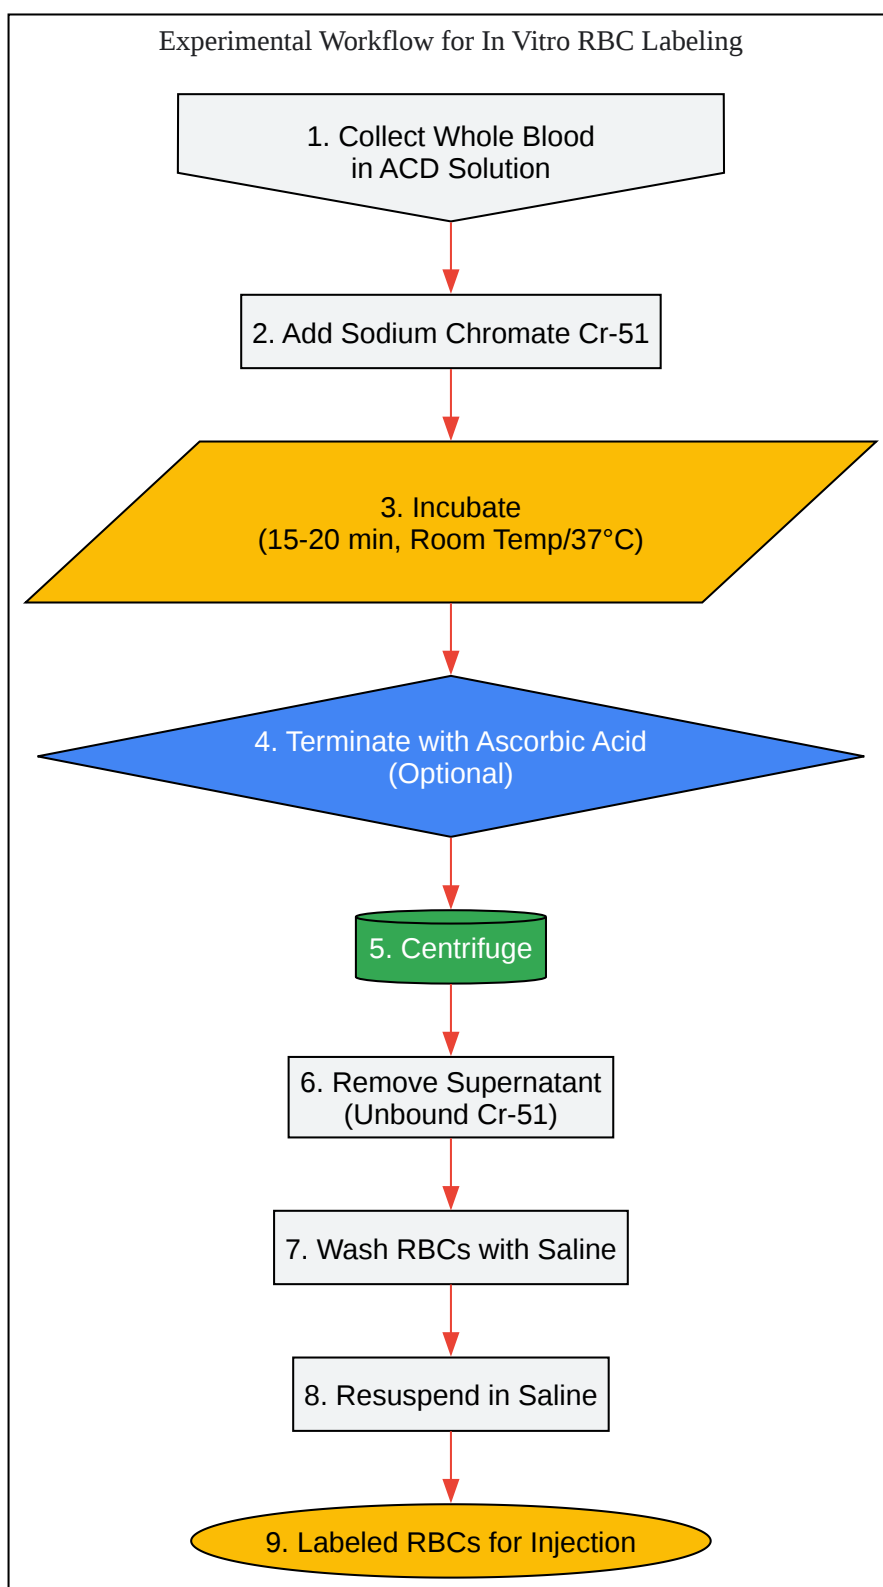 Experimental Workflow for In Vitro RBC Labeling
1. Collect Whole Blood
in ACD Solution
2. Add Sodium Chromate Cr-51
3. Incubate
(15-20 min, Room Temp/37°C)
4. Terminate with Ascorbic Acid
(Optional)
5. Centrifuge
6. Remove Supernatant
(Unbound Cr-51)
7. Wash RBCs with Saline
8. Resuspend in Saline
9. Labeled RBCs for Injection